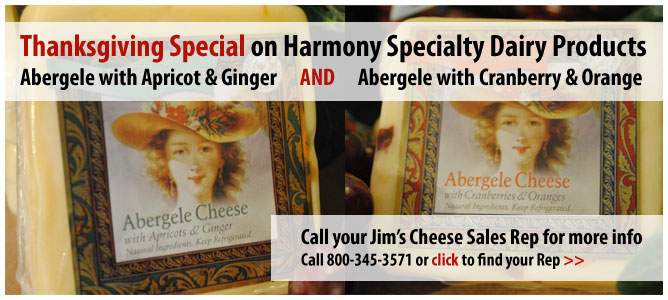 Thanksgiving Special on Harmony Specialty Dairy Products
Abergele with Apricot & Ginger AND Abergele with Cranberry & Orange
Abergele Cheese
with Apricots & Ginger
Natural Ingredients. Keep Refrigerated.
Abergele Cheese
with Cranberries & Oranges
Natural Ingredients. Keep Refrigerated.
Call your Jim's Cheese Sales Rep for more info
Call 800-345-3571 or click to find your Rep >>